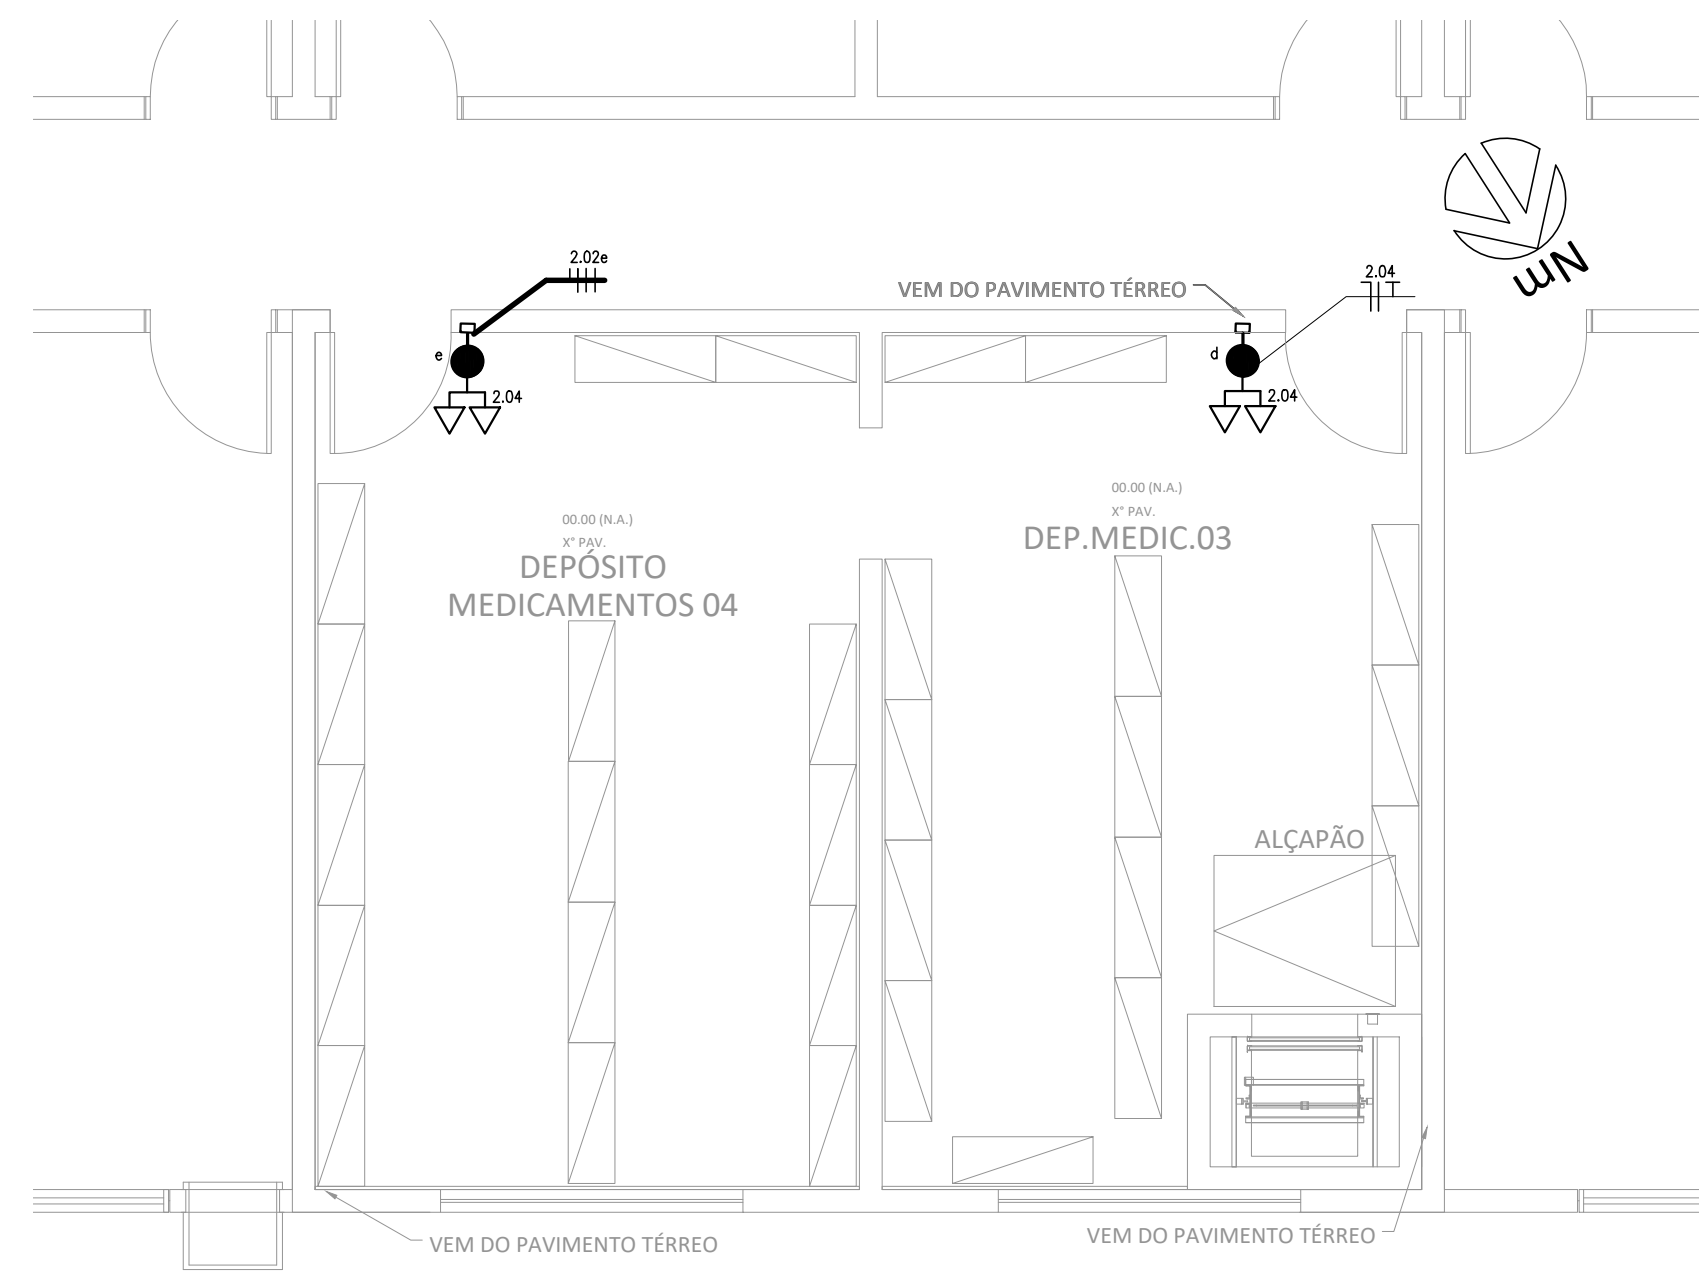 2.02e
VEM DO PAVIMENTO TÉRREO
2.04
Nm
e
2.04
d
2.04
00.00 (N.A.)
X° PAV.
DEP.MEDIC.03
00.00 (N.A.)
X° PAV.
DEPÓSITO
MEDICAMENTOS 04
ALÇAPÃO
VEM DO PAVIMENTO TÉRREO
VEM DO PAVIMENTO TÉRREO